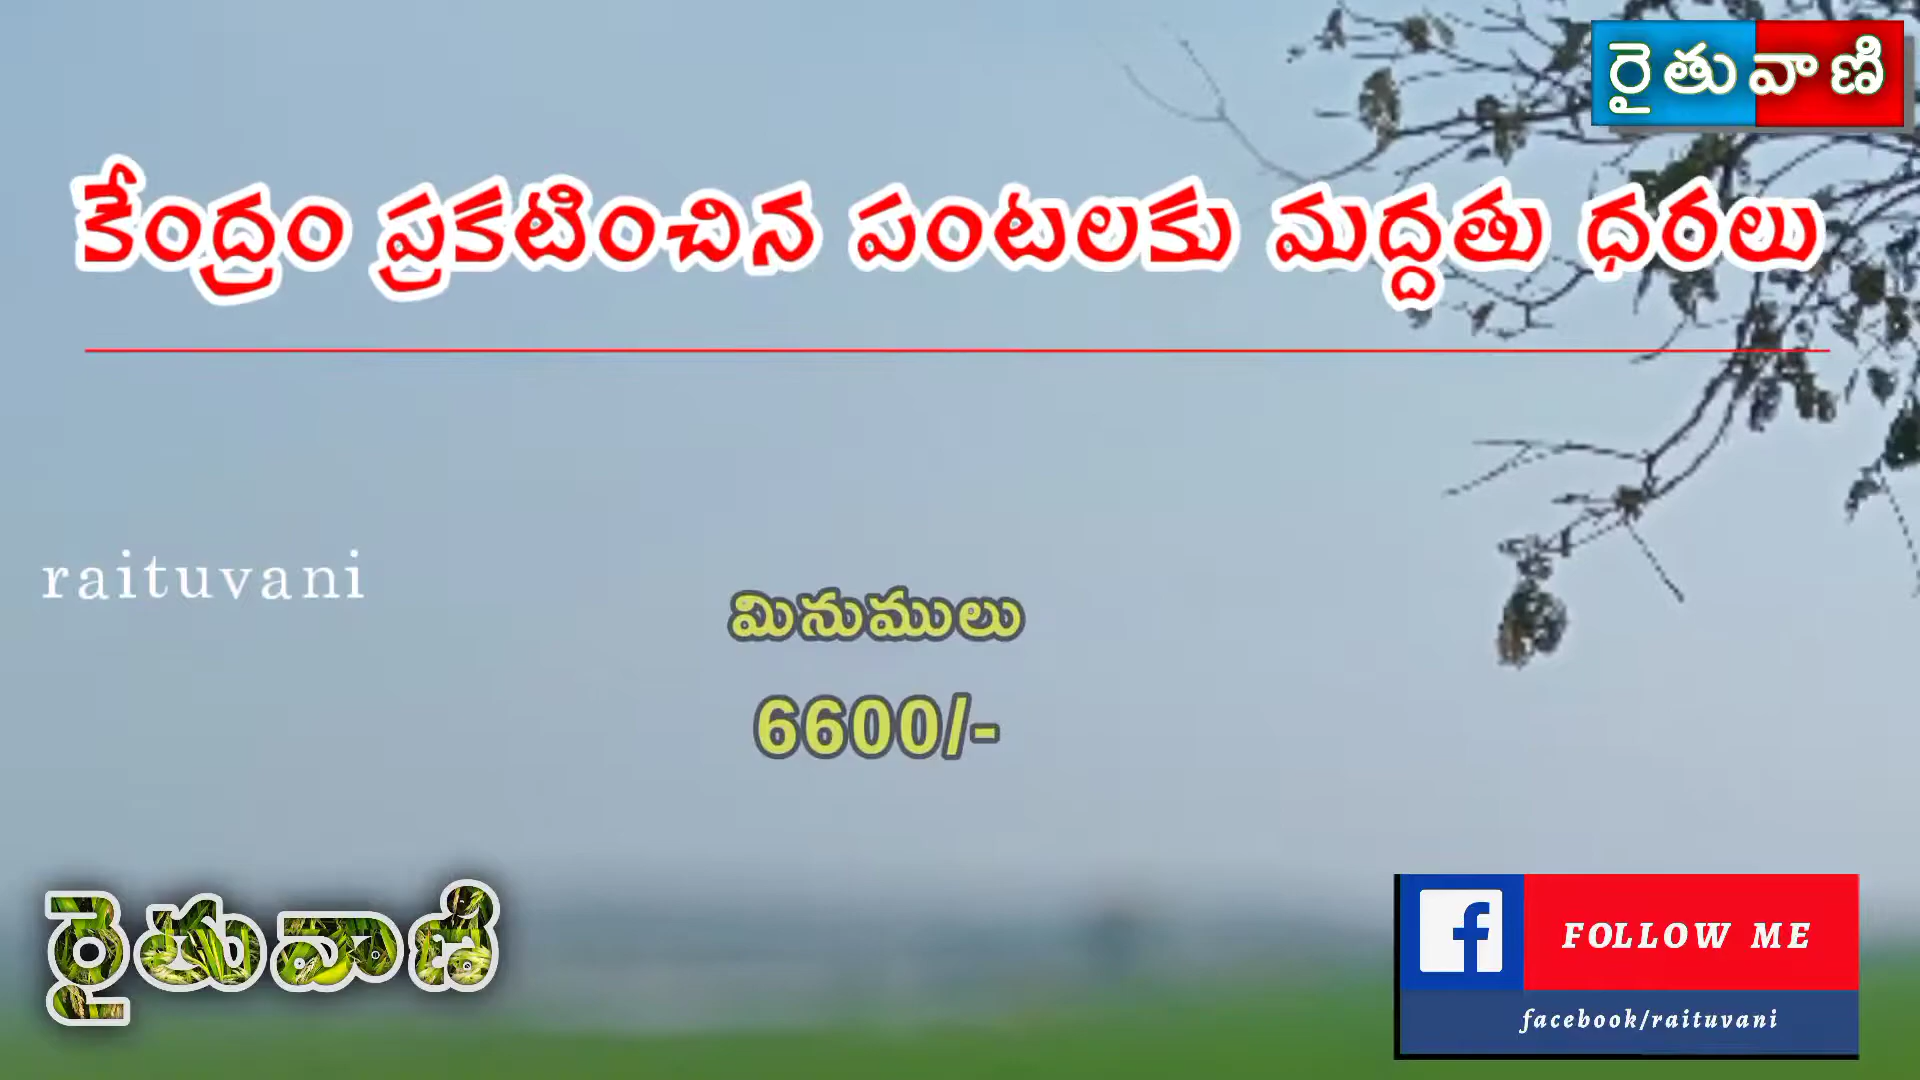 రైతువాణి
కేంద్రం ప్రకటించిన పంటలకు మద్దతు ధరలు
raituvani
మినుములు
6600/-
రైతువాణి
FOLLOW ME
facebook/raituvani